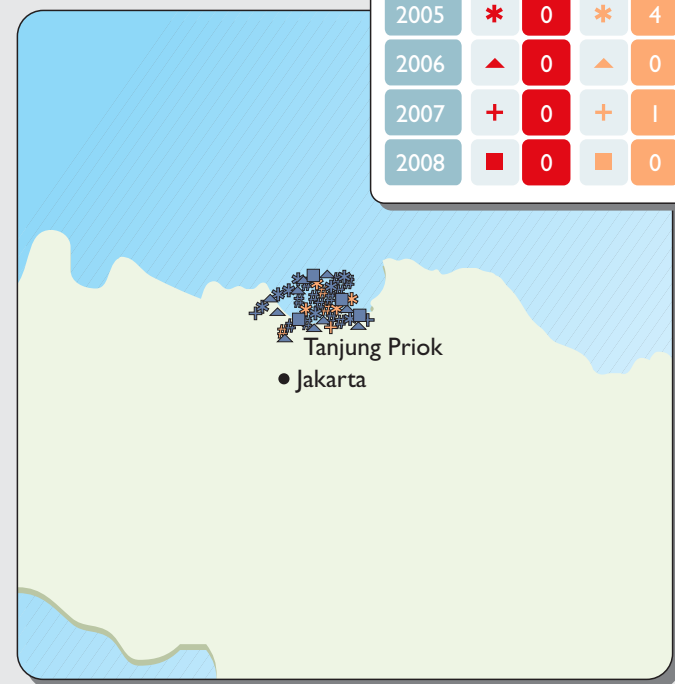 2005 * 0 * 4
2006 ▲ 0 ▲ 0
2007 + 0 + 1
2008 ■ 0 ■ 0
Tanjung Priok
Jakarta